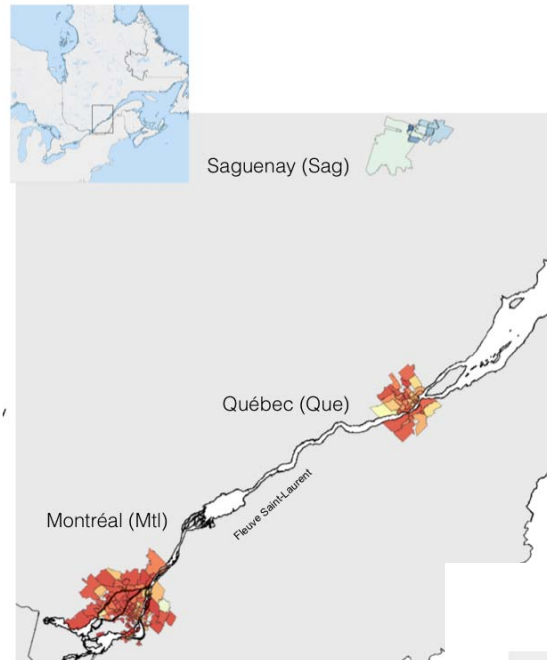 Saguenay (Sag)
Québec (Que)
Fleuve Saint-Laurent
Montréal (Mtl)